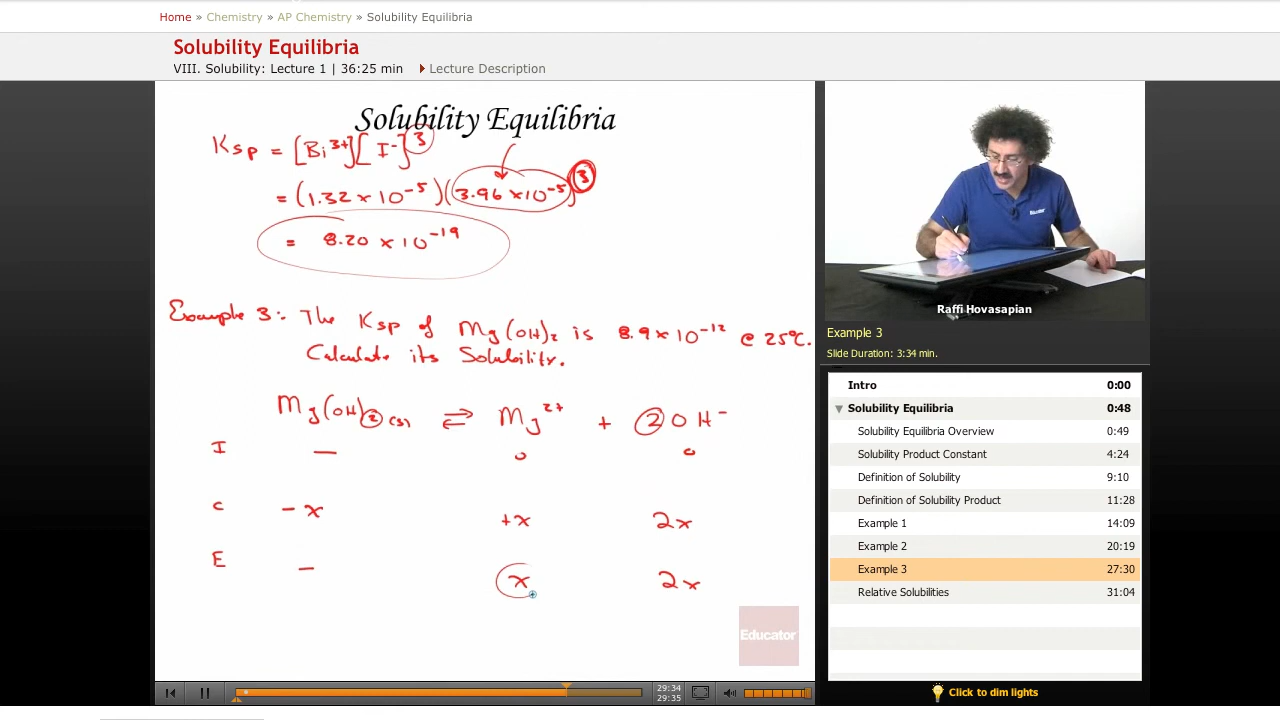 Home » Chemistry » AP Chemistry » Solubility Equilibria
Solubility Equilibria
VIII. Solubility: Lecture 1 | 36:25 min Lecture Description
Solubility Equilibria
Ksp = [Bi³⁺][I⁻]³
= (1.32 x 10⁻⁵)(3.96 x 10⁻⁵)³
= 8.20 x 10⁻¹⁹
Example 3: The Ksp of Mg(OH)₂ is 8.9 x 10⁻¹² @ 25°C.
Calculate its Solubility.
Mg(OH)₂(s) ⇌ Mg²⁺ + 2OH⁻
I — 0 0
C -x +x 2x
E – x 2x
Educator
29:34
29:35
Educator
Raffi Hovasapian
Example 3
Slide Duration: 3:34 min.
Intro 0:00
Solubility Equilibria 0:48
Solubility Equilibria Overview 0:49
Solubility Product Constant 4:24
Definition of Solubility 9:10
Definition of Solubility Product 11:28
Example 1 14:09
Example 2 20:19
Example 3 27:30
Relative Solubilities 31:04
Click to dim lights